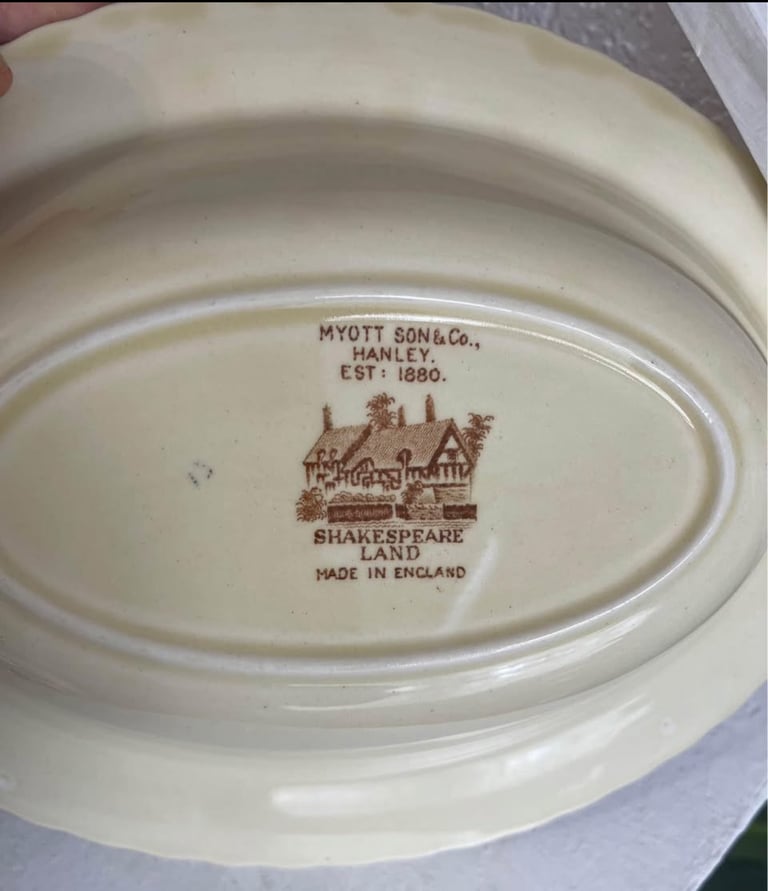 MYOTT SON & Co.,
HANLEY.
EST: 1880.
SHAKESPEARE
LAND
MADE IN ENGLAND